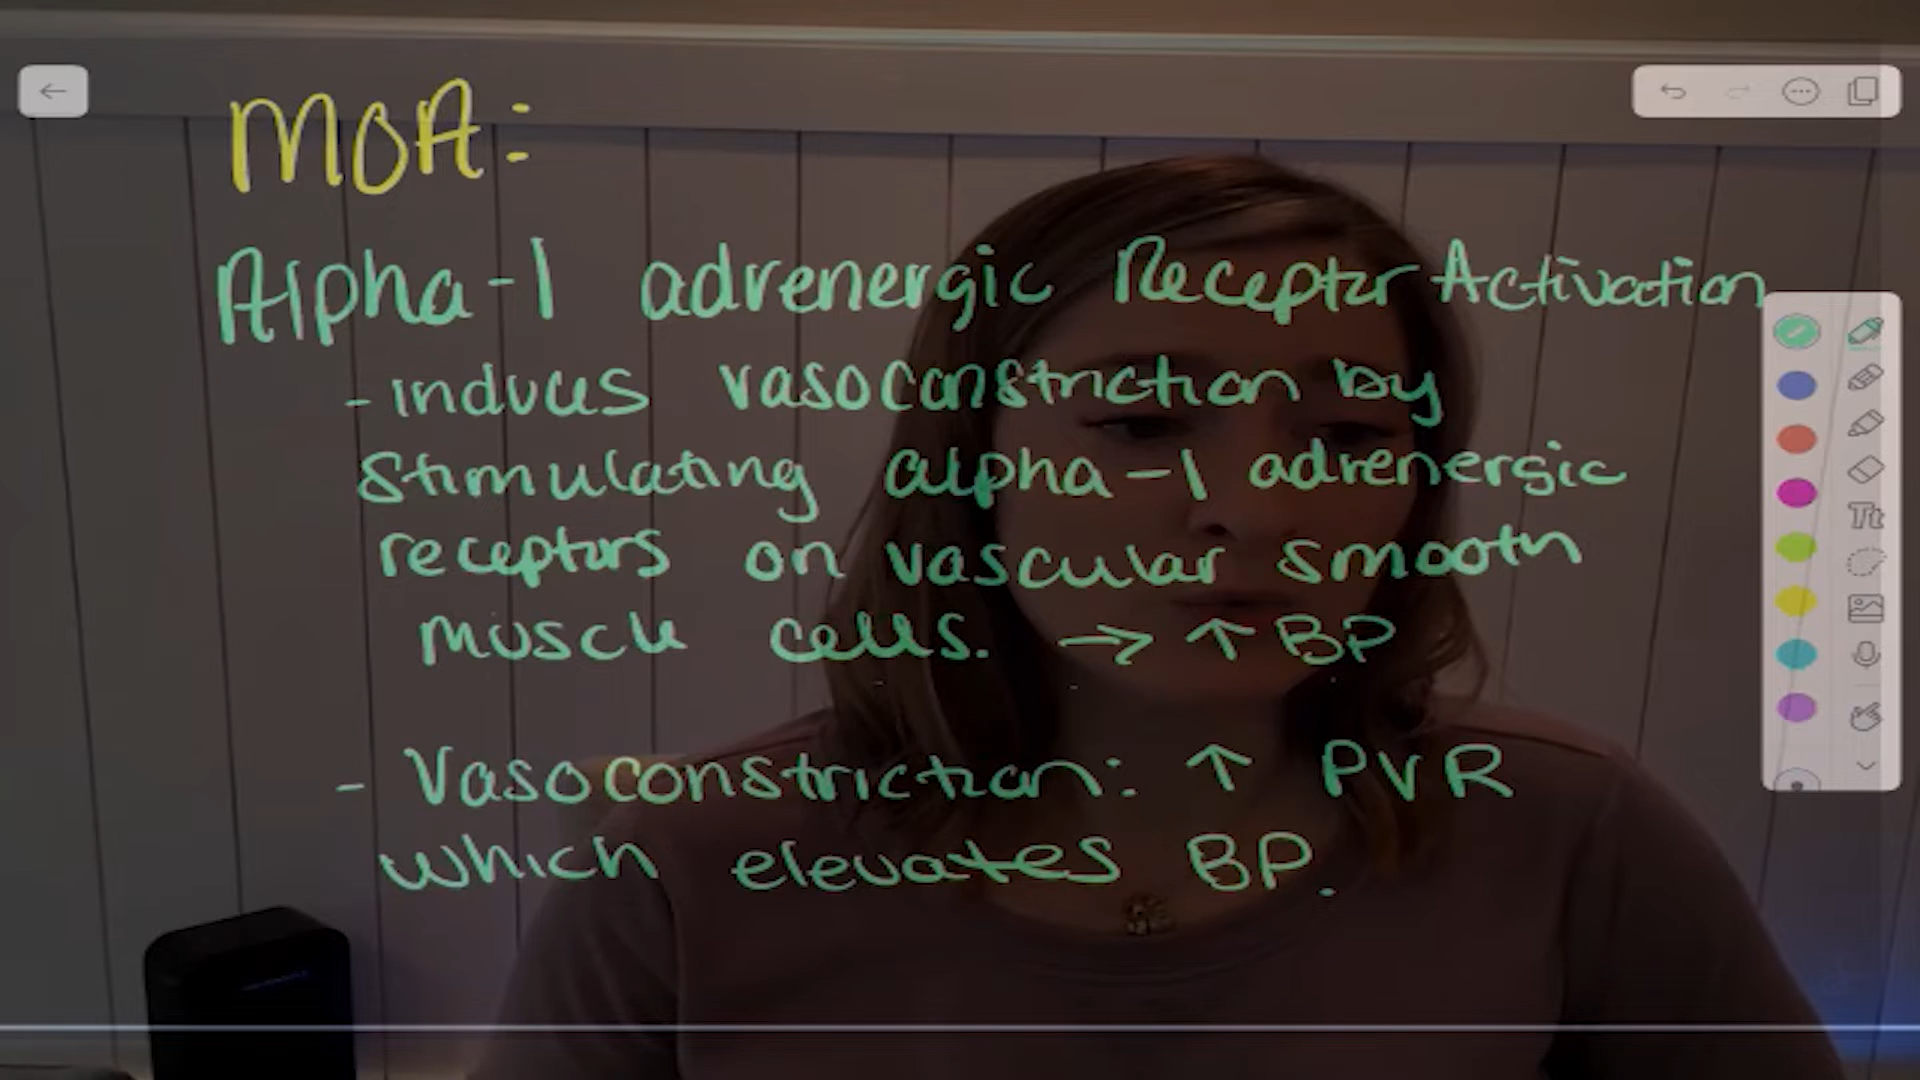 MOA:
Alpha-1 adrenergic Receptor Activation
- induces vasoconstriction by
stimulating alpha-1 adrenergic
receptors on vascular smooth
muscle cells. → ↑ BP
- Vasoconstriction: ↑ PVR
which elevates BP.
Tt